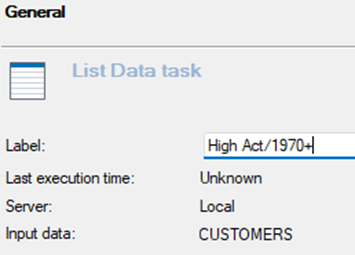 General
List Data task
Label: High Act/1970+
Last execution time: Unknown
Server: Local
Input data: CUSTOMERS